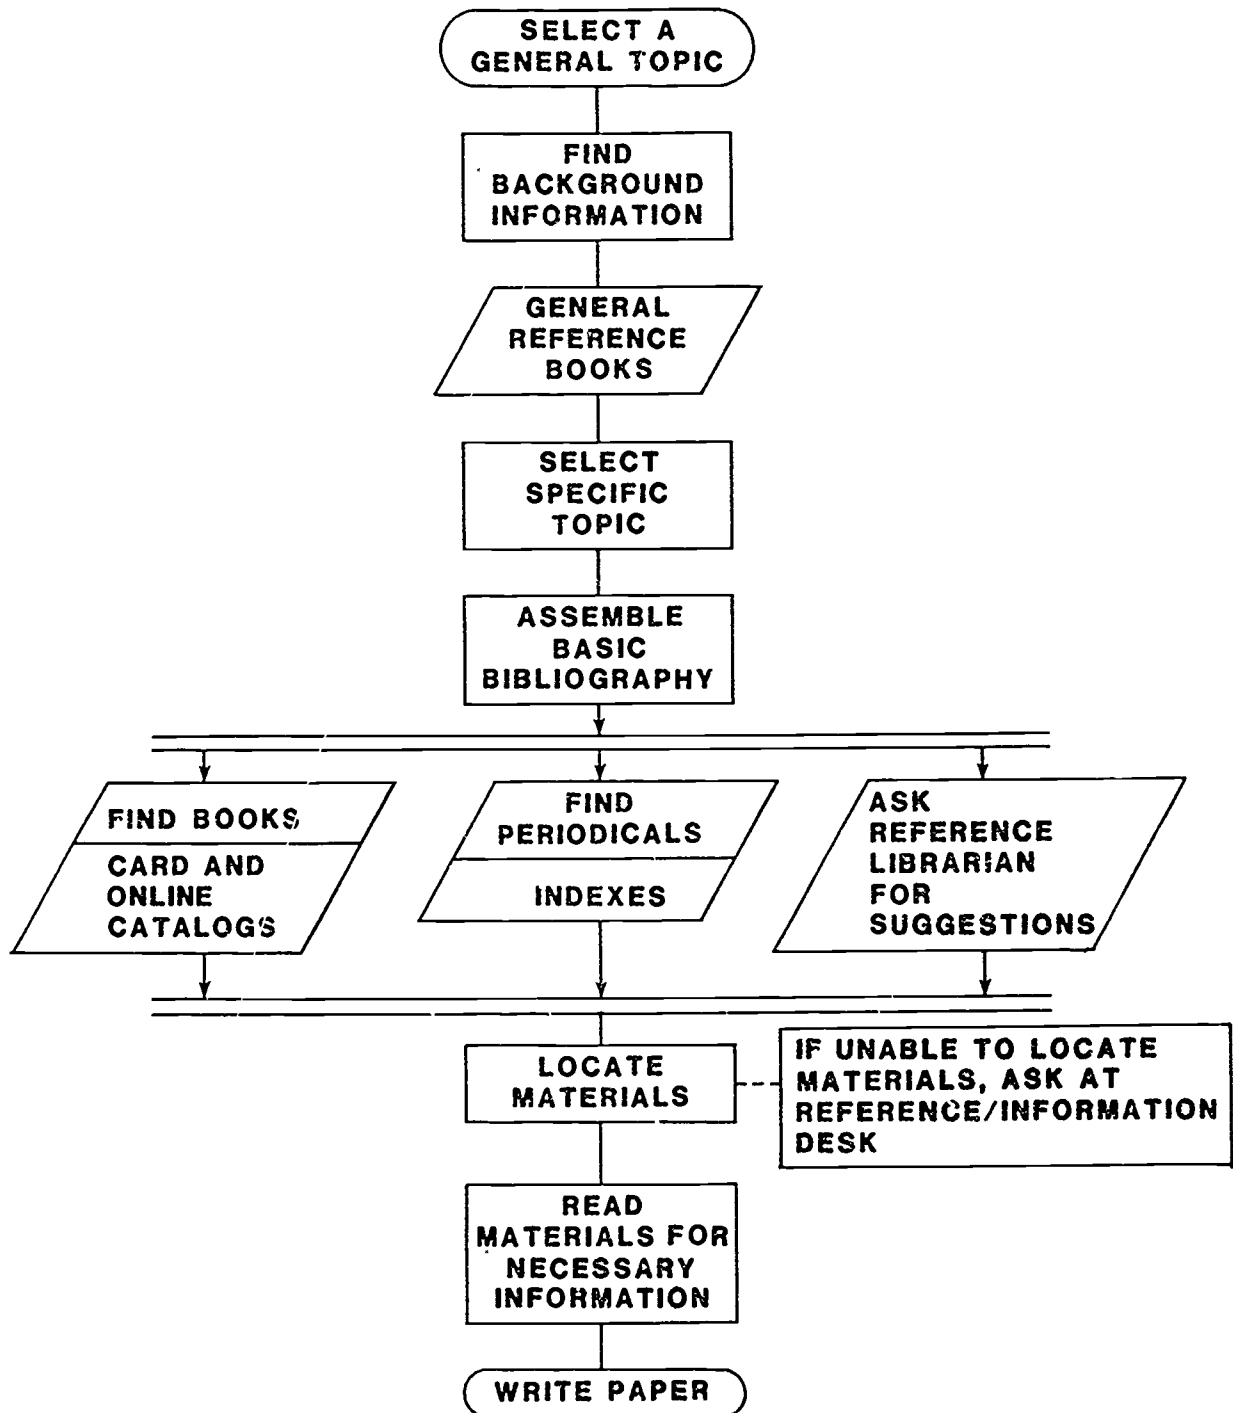 SELECT A
GENERAL TOPIC
FIND
BACKGROUND
INFORMATION
GENERAL
REFERENCE
BOOKS
SELECT
SPECIFIC
TOPIC
ASSEMBLE
BASIC
BIBLIOGRAPHY
FIND BOOKS
CARD AND
ONLINE
CATALOGS
FIND
PERIODICALS
INDEXES
ASK
REFERENCE
LIBRARIAN
FOR
SUGGESTIONS
LOCATE
MATERIALS
IF UNABLE TO LOCATE
MATERIALS, ASK AT
REFERENCE/INFORMATION
DESK
READ
MATERIALS FOR
NECESSARY
INFORMATION
WRITE PAPER